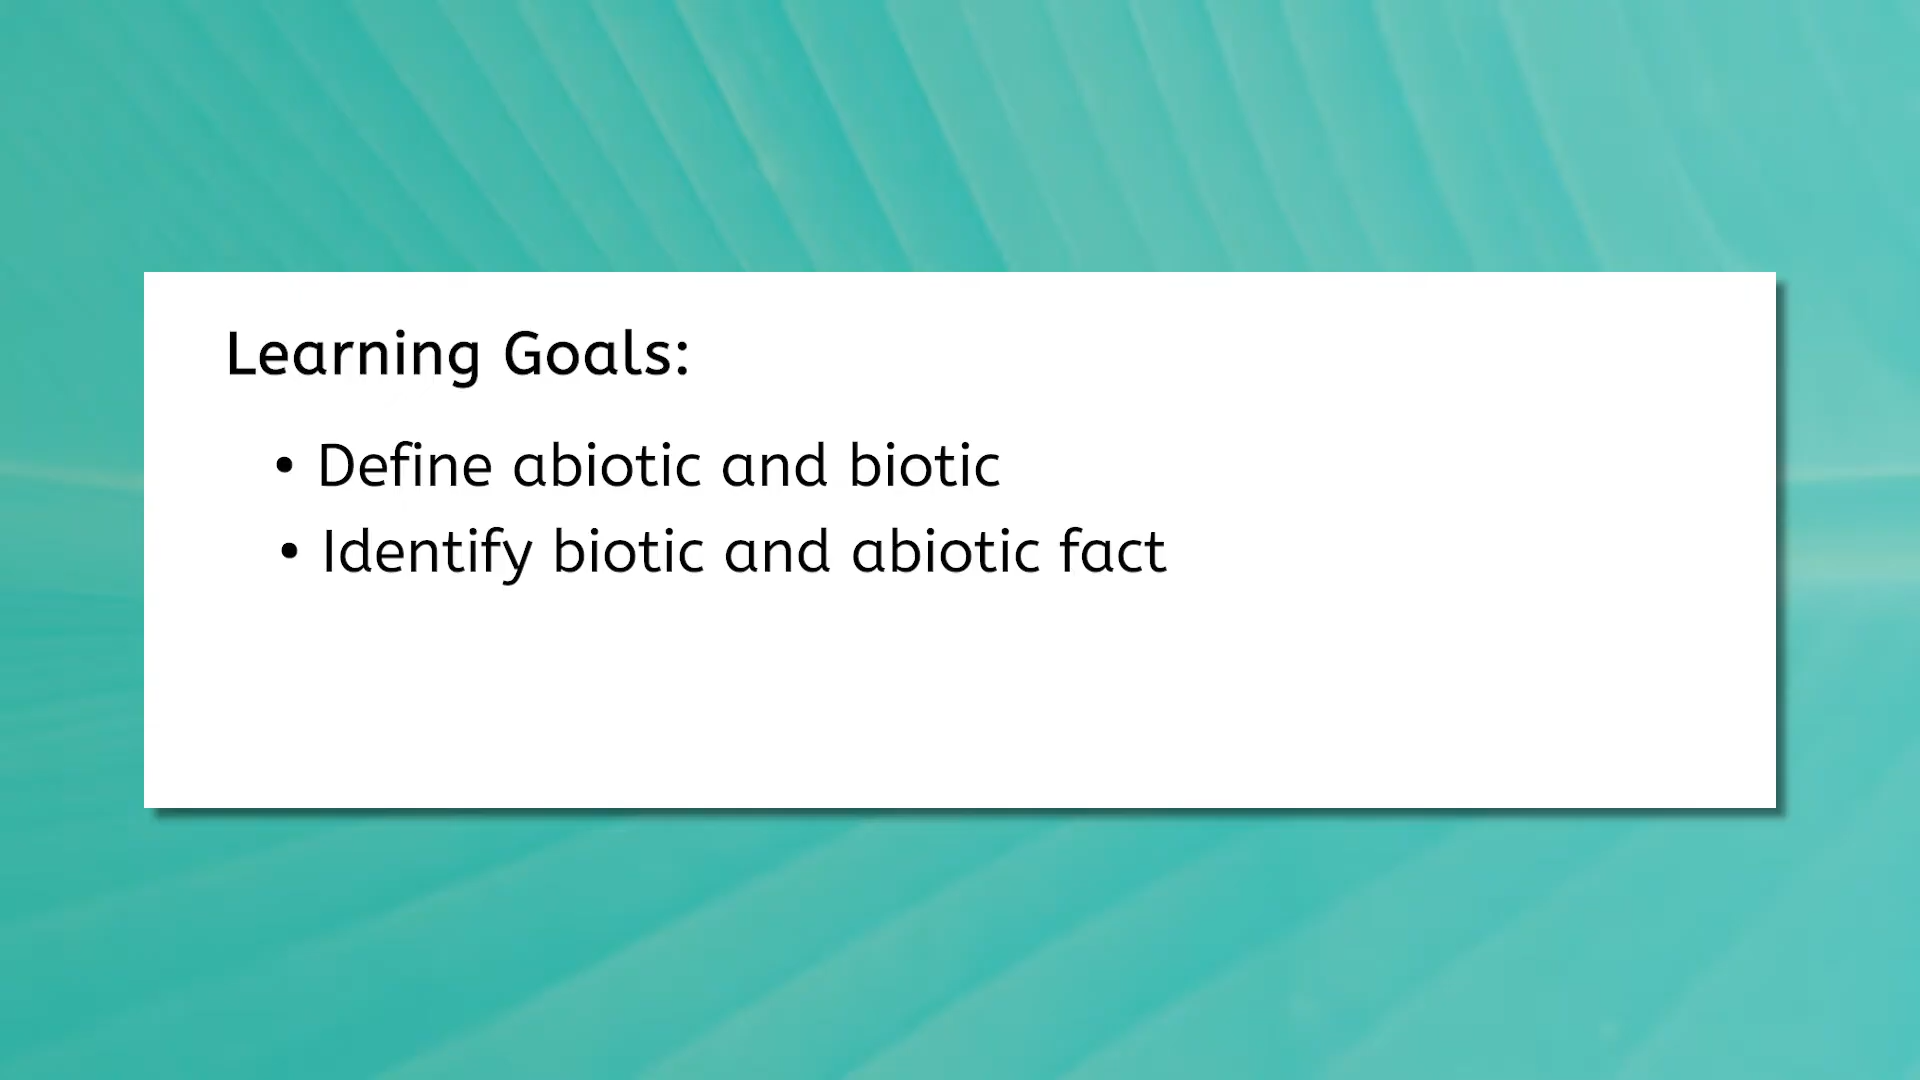 Learning Goals:
• Define abiotic and biotic
• Identify biotic and abiotic fact